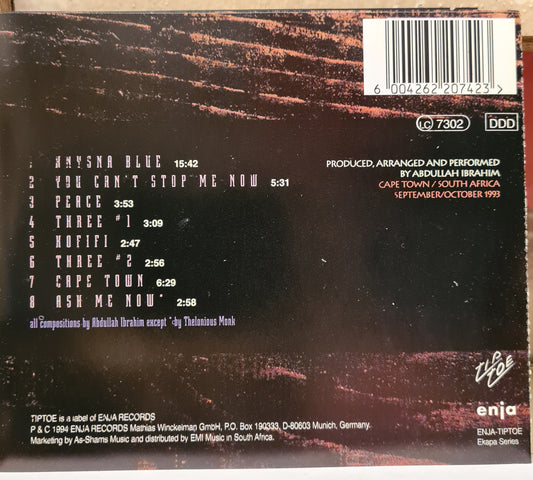 6 004262 207423 >
LC 7302 DDD
1 KNYSNA BLUE 15:42
2 YOU CAN'T STOP ME NOW 5:31
3 PEACE 3:53
4 THREE #1 3:09
5 KOFIFI 2:47
6 THREE #2 2:56
7 CAPE TOWN 6:29
8 ASK ME NOW* 2:58
all compositions by Abdullah Ibrahim except * by Thelonious Monk
PRODUCED, ARRANGED AND PERFORMED
BY ABDULLAH IBRAHIM
CAPE TOWN / SOUTH AFRICA
SEPTEMBER/OCTOBER 1993
TIP
TOE
enja
ENJA-TIPTOE
Ekapa Series
TIPTOE is a label of ENJA RECORDS
P & C 1994 ENJA RECORDS Mathias Winckelman GmbH, P.O. Box 190333, D-80603 Munich, Germany.
Marketing by As-Shams Music and distributed by EMI Music in South Africa.